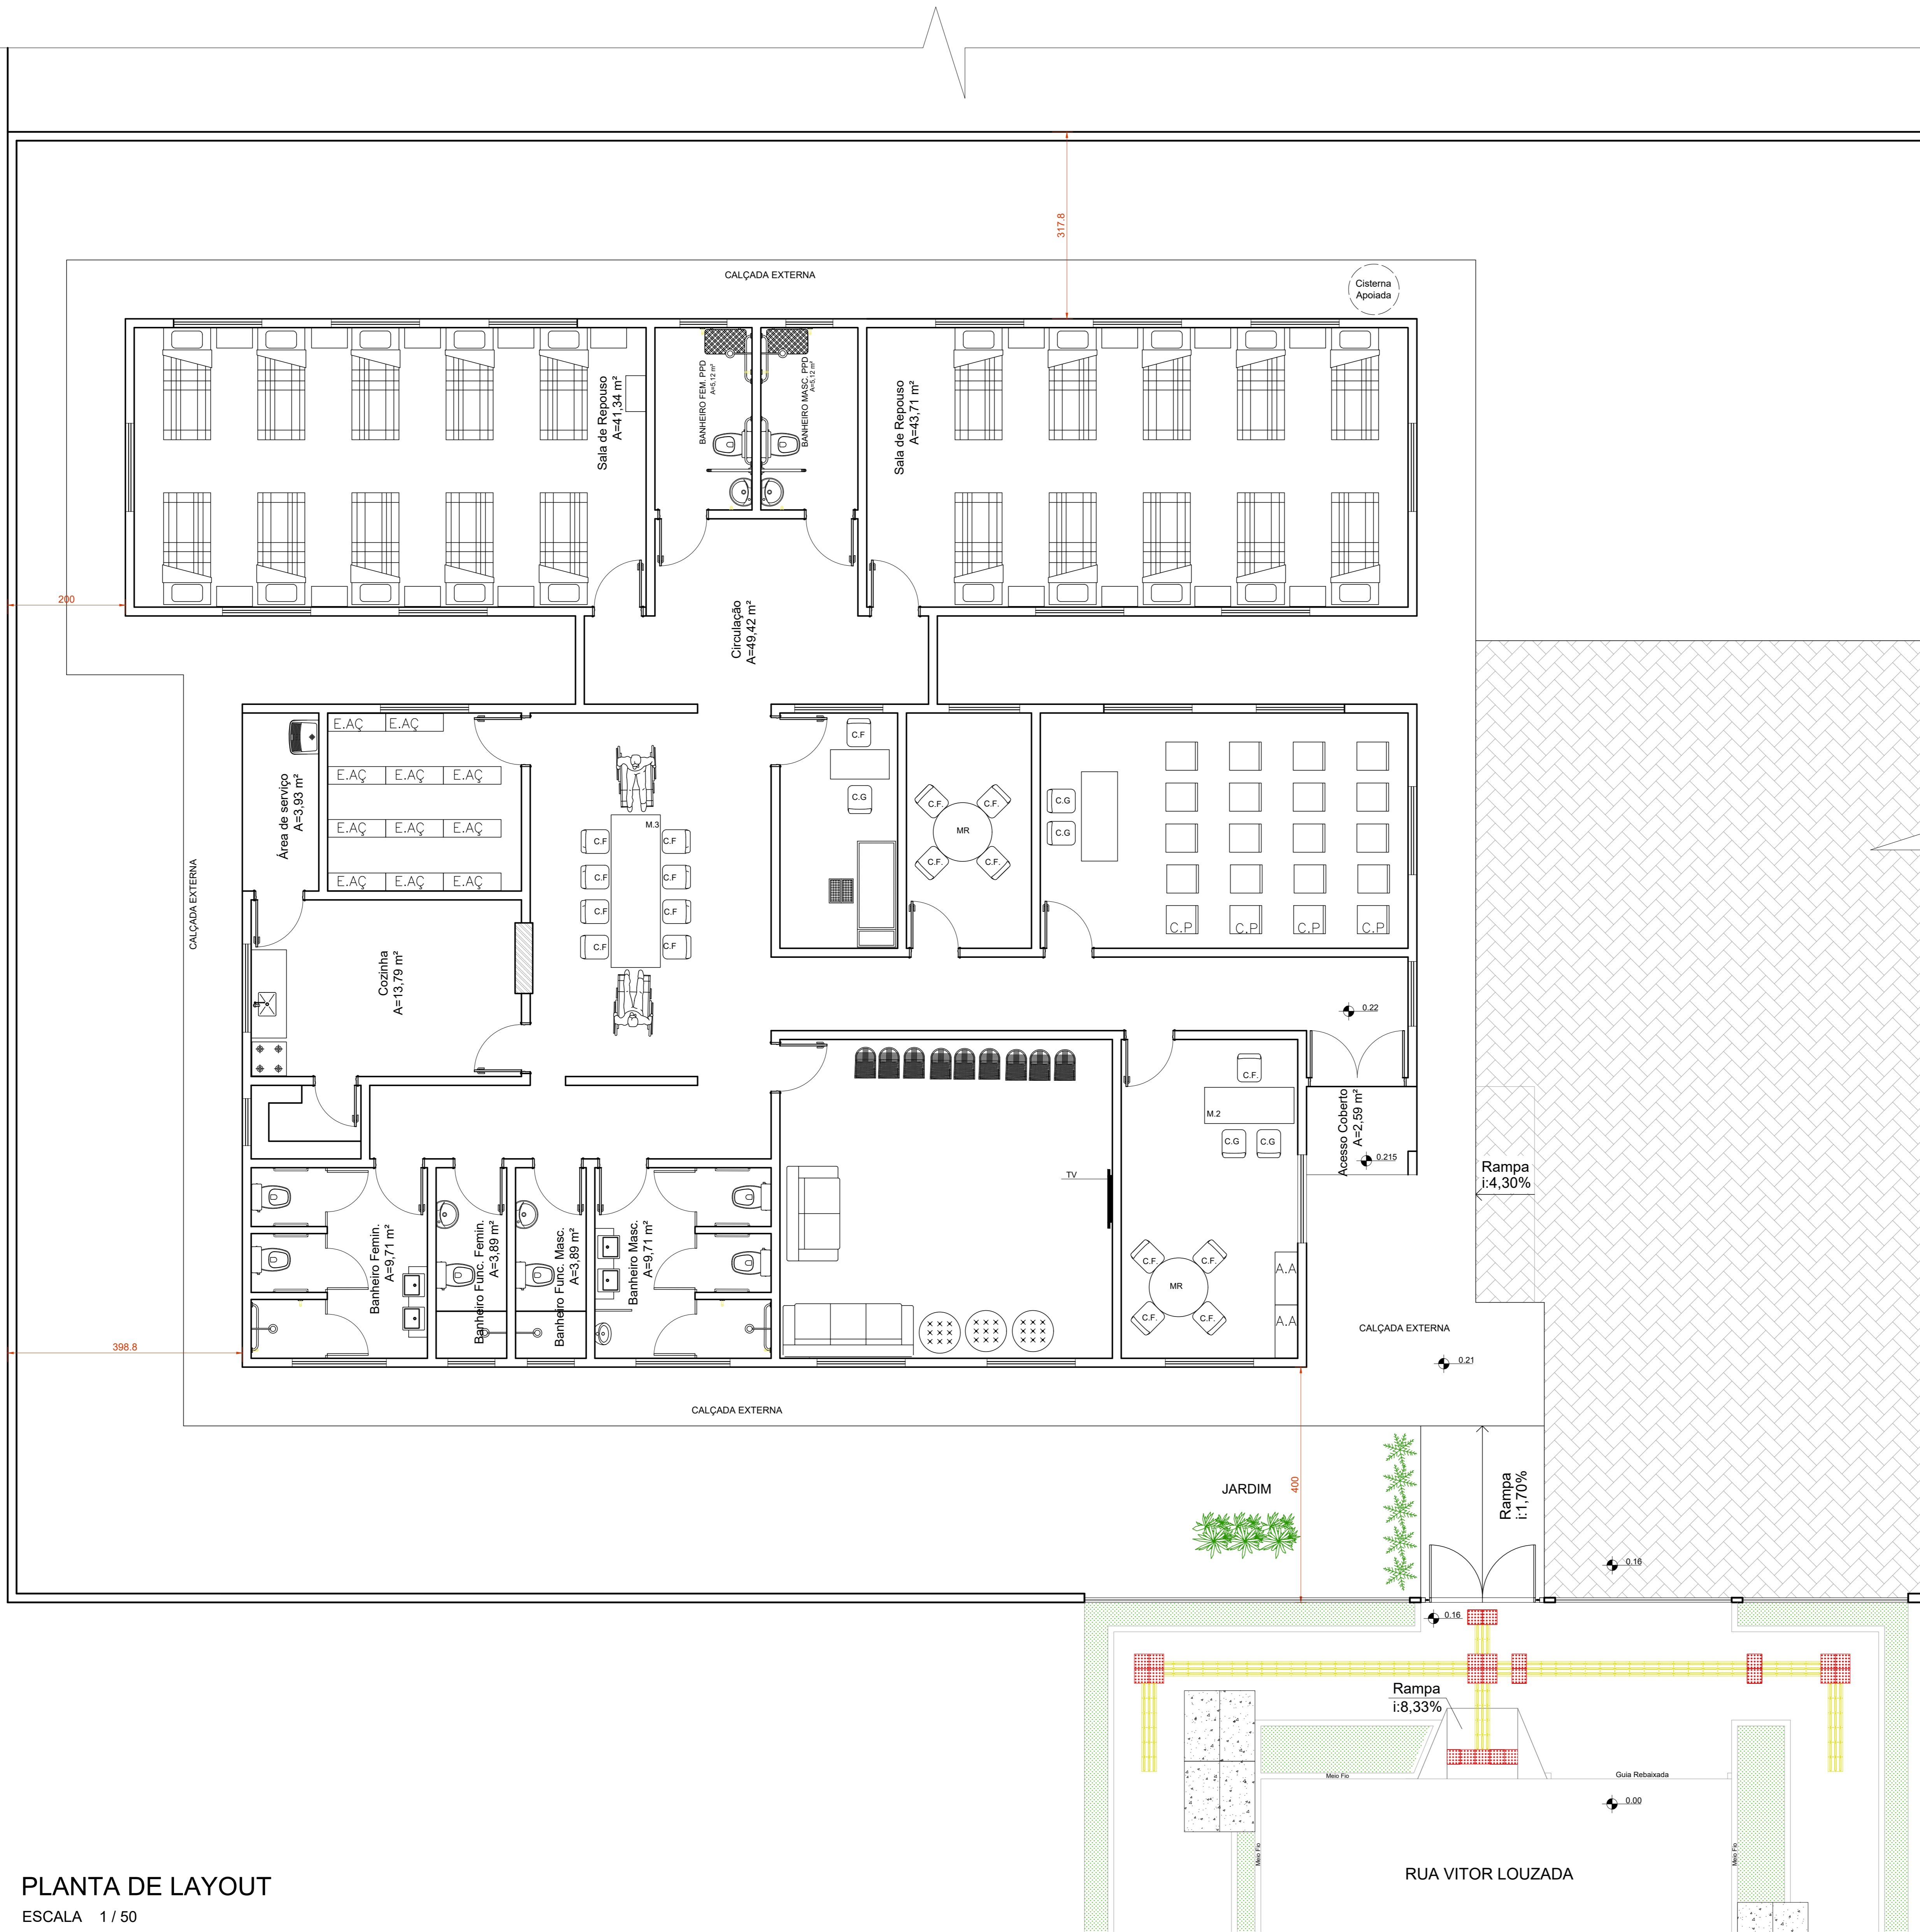 317.8
CALÇADA EXTERNA
Cisterna
Apoiada
Sala de Repouso
A=41,34 m²
BANHEIRO FEM. PPD
A=5,12 m²
BANHEIRO MASC. PPD
A=5,12 m²
Sala de Repouso
A=43,71 m²
200
Circulação
A=49,42 m²
E.AÇ E.AÇ
E.AÇ E.AÇ E.AÇ
E.AÇ E.AÇ E.AÇ
E.AÇ E.AÇ E.AÇ
Área de serviço
A=3,93 m²
CALÇADA EXTERNA
M.3
C.F C.F
C.F C.F
C.F C.F
C.F C.F
C.F
C.G
C.F. C.F.
MR
C.F. C.F.
C.G
C.G
C.P C.P C.P C.P
Cozinha
A=13,79 m²
0.22
C.F.
M.2
C.G C.G
Acesso Coberto
A=2,59 m²
0.215
Rampa
i:4,30%
TV
Banheiro Femin.
A=9,71 m²
Banheiro Func. Femin.
A=3,89 m²
Banheiro Func. Masc.
A=3,89 m²
Banheiro Masc.
A=9,71 m²
C.F. C.F.
MR
C.F. C.F.
A.A
A.A
CALÇADA EXTERNA
398.8
0.21
CALÇADA EXTERNA
JARDIM
400
Rampa
i:1,70%
0.16
0.16
Rampa
i:8,33%
Meio Fio
Guia Rebaixada
0.00
Meio Fio
Meio Fio
RUA VITOR LOUZADA
PLANTA DE LAYOUT
ESCALA 1 / 50